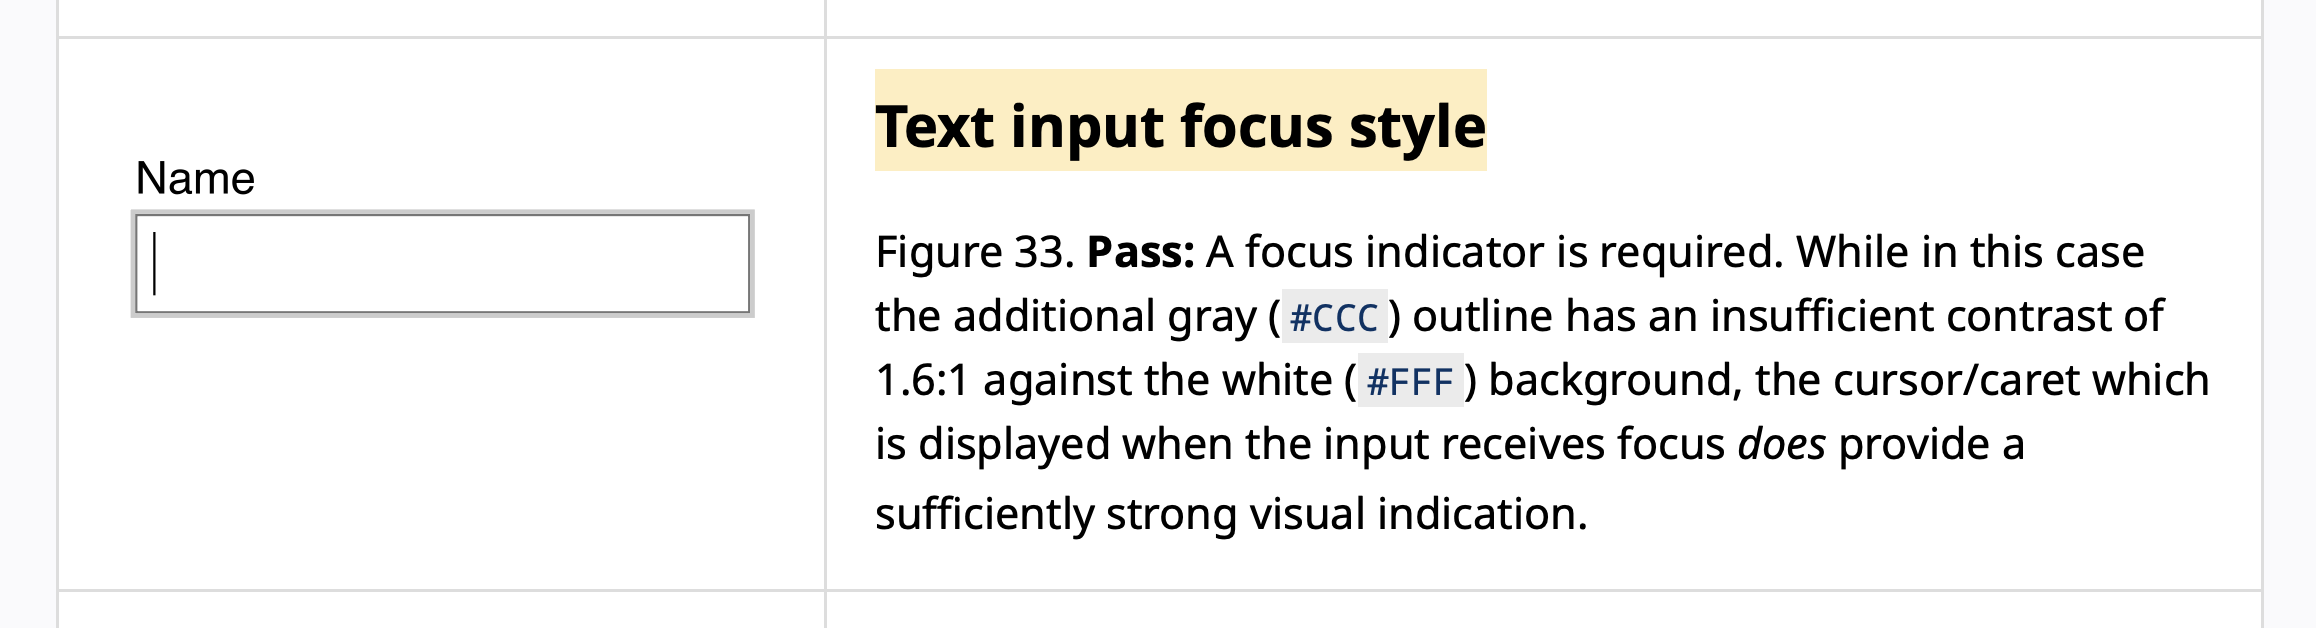 Name
Text input focus style
Figure 33. Pass: A focus indicator is required. While in this case
the additional gray (#CCC) outline has an insufficient contrast of
1.6:1 against the white (#FFF) background, the cursor/caret which
is displayed when the input receives focus does provide a
sufficiently strong visual indication.